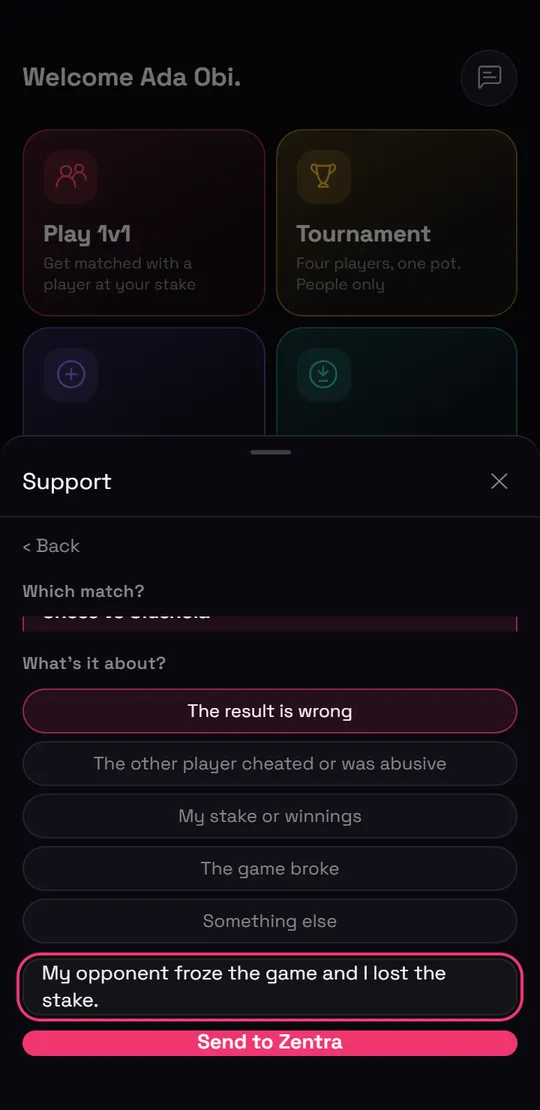 Welcome Ada Obi.
Play 1v1
Get matched with a
player at your stake
Tournament
Four players, one pot.
People only
Support
< Back
Which match?
What's it about?
The result is wrong
The other player cheated or was abusive
My stake or winnings
The game broke
Something else
My opponent froze the game and I lost the
stake.
Send to Zentra